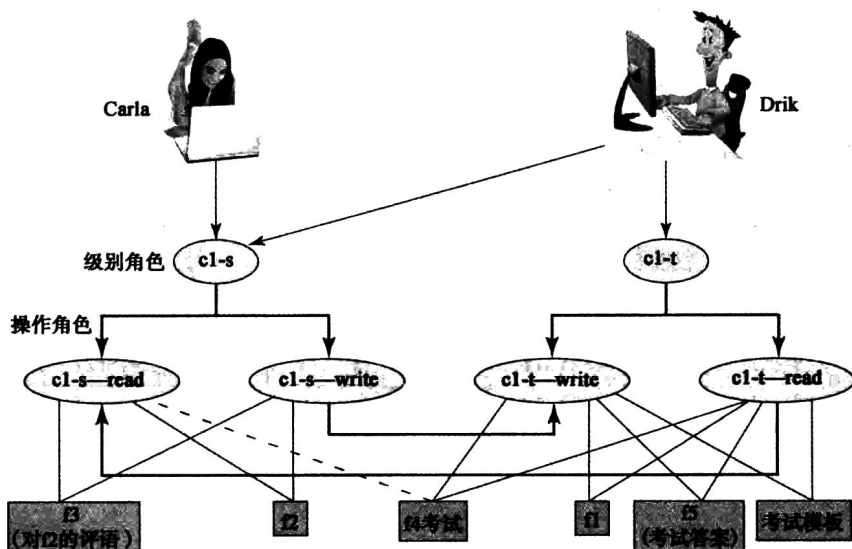 Carla
Drik
级别角色
c1-s
c1-t
操作角色
c1-s—read
c1-s—write
c1-t—write
c1-t—read
f3
(对f2的评语)
f2
f4考试
f1
f5
(考试答案)
考试模板